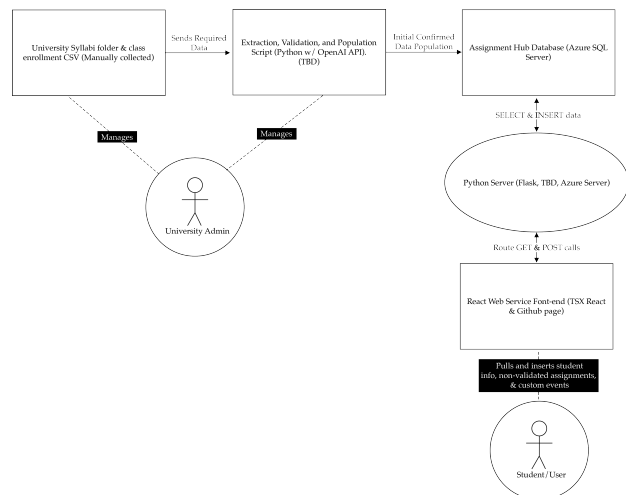 University Syllabi folder & class
enrollment CSV (Manually collected)
Sends Required
Data
Extraction, Validation, and Population
Script (Python w/ OpenAI API).
(TBD)
Initial Confirmed
Data Population
Assignment Hub Database (Azure SQL
Server)
Manages
Manages
University Admin
SELECT & INSERT data
Python Server (Flask, TBD, Azure Server)
Route GET & POST calls
React Web Service Font-end (TSX React
& Github page)
Pulls and inserts student
info, non-validated assignments,
& custom events
Student/User